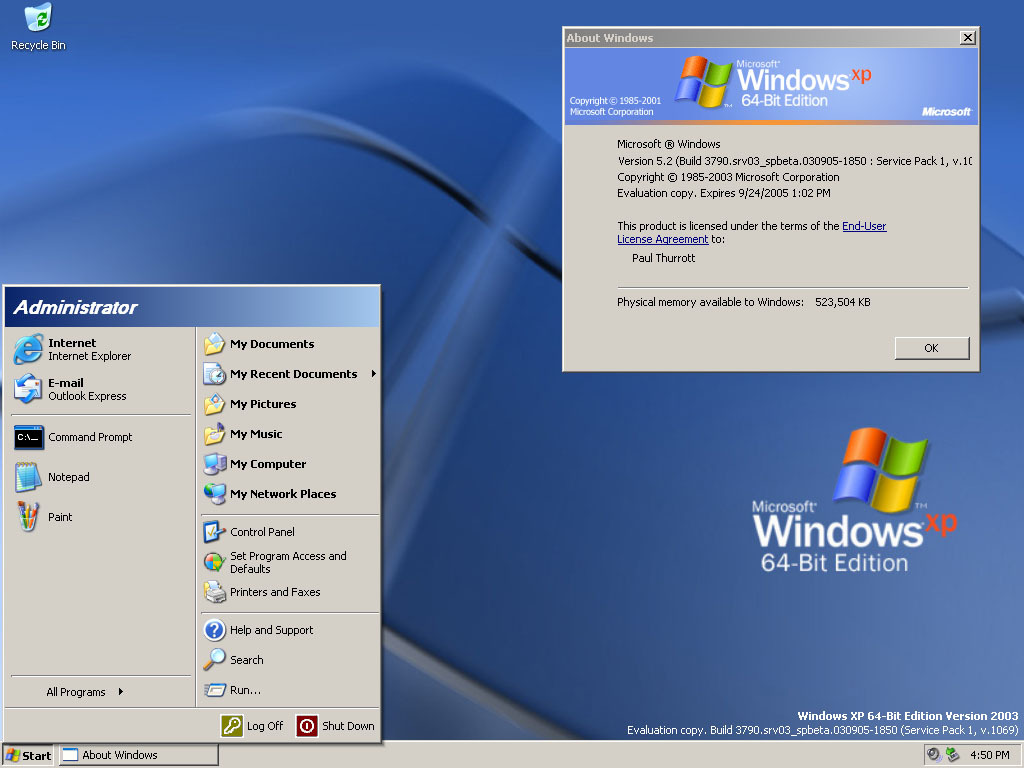 Recycle Bin
About Windows
Microsoft®
Windows xp
64-Bit Edition
Copyright © 1985-2001
Microsoft Corporation
Microsoft
Microsoft ® Windows
Version 5.2 (Build 3790.srv03_spbeta.030905-1850 : Service Pack 1, v.10
Copyright © 1985-2003 Microsoft Corporation
Evaluation copy. Expires 9/24/2005 1:02 PM
This product is licensed under the terms of the End-User
License Agreement to:
Paul Thurrott
Physical memory available to Windows: 523,504 KB
OK
Administrator
Internet
Internet Explorer
E-mail
Outlook Express
C:\_
Command Prompt
Notepad
Paint
All Programs
My Documents
My Recent Documents
My Pictures
My Music
My Computer
My Network Places
Control Panel
Set Program Access and
Defaults
Printers and Faxes
Help and Support
Search
Run...
Log Off
Shut Down
Microsoft®
Windows xp ™
64-Bit Edition
Windows XP 64-Bit Edition Version 2003
Evaluation copy. Build 3790.srv03_spbeta.030905-1850 (Service Pack 1, v.1069)
Start
About Windows
4:50 PM